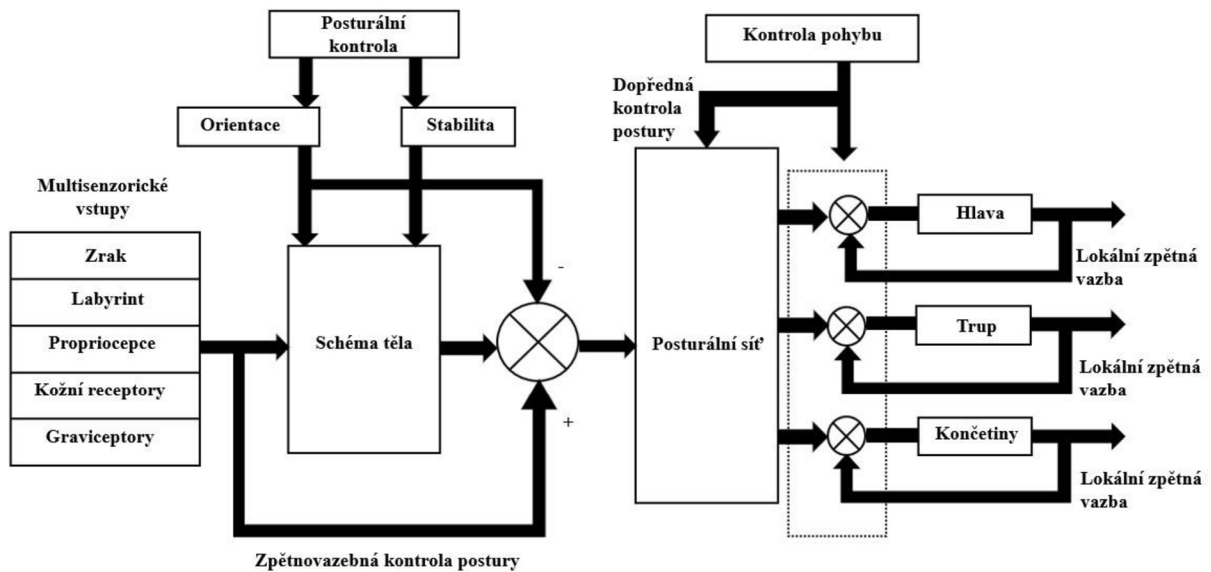 Posturální
kontrola
Kontrola pohybu
Dopředná
kontrola
postury
Orientace
Stabilita
Multisenzorické
vstupy
Zrak
Labyrint
Propriocepce
Kožní receptory
Graviceptory
Schéma těla
-
+
Posturální síť
Hlava
Lokální zpětná
vazba
Trup
Lokální zpětná
vazba
Končetiny
Lokální zpětná
vazba
Zpětnovazebná kontrola postury